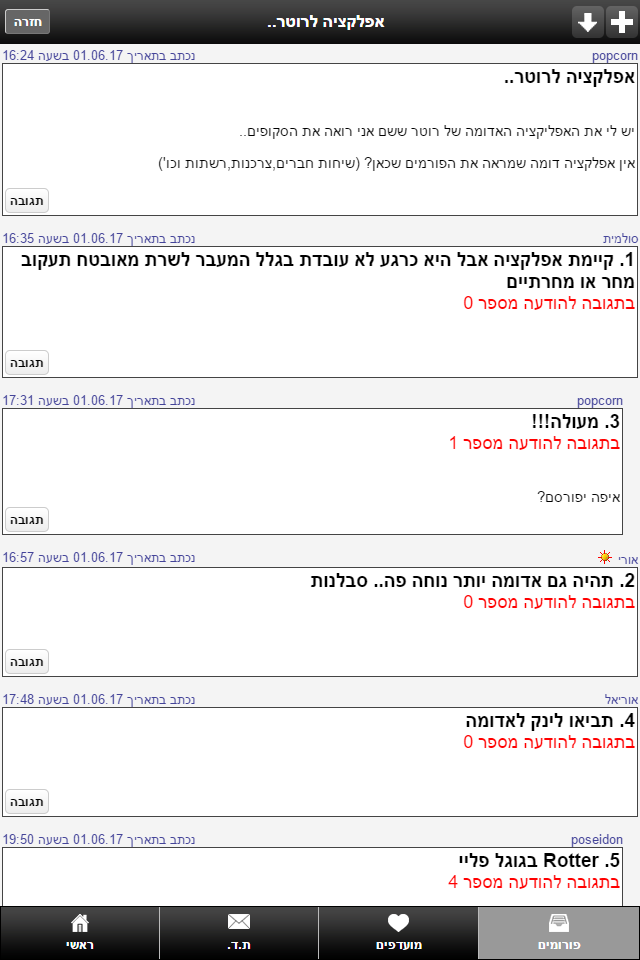 חזרה
אפלקציה לרוטר..
popcorn
נכתב בתאריך 01.06.17 בשעה 16:24
אפלקציה לרוטר..
יש לי את האפליקציה האדומה של רוטר ששם אני רואה את הסקופים..
אין אפלקציה דומה שמראה את הפורמים שכאן? (שיחות חברים,צרכנות,רשתות וכו')
תגובה
סולמית
נכתב בתאריך 01.06.17 בשעה 16:35
1. קיימת אפלקציה אבל היא כרגע לא עובדת בגלל המעבר לשרת מאובטח תעקוב
מחר או מחרתיים
בתגובה להודעה מספר 0
תגובה
popcorn
נכתב בתאריך 01.06.17 בשעה 17:31
3. מעולה!!!
בתגובה להודעה מספר 1
איפה יפורסם?
תגובה
אורי
נכתב בתאריך 01.06.17 בשעה 16:57
2. תהיה גם אדומה יותר נוחה פה.. סבלנות
בתגובה להודעה מספר 0
תגובה
אוריאל
נכתב בתאריך 01.06.17 בשעה 17:48
4. תביאו לינק לאדומה
בתגובה להודעה מספר 0
תגובה
poseidon
נכתב בתאריך 01.06.17 בשעה 19:50
5. Rotter בגוגל פליי
בתגובה להודעה מספר 4
פורומים
מועדפים
ת.ד.
ראשי